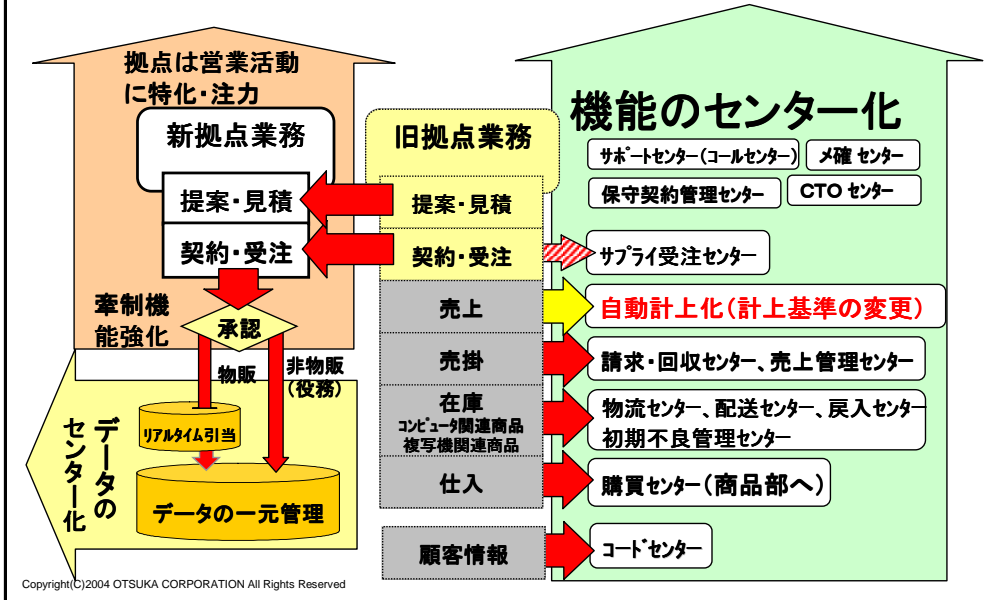 拠点は営業活動
に特化・注力
新拠点業務
提案・見積
契約・受注
牽制機
能強化
承認
物販
非物販
(役務)
リアルタイム引当
データの一元管理
データの
センター化
旧拠点業務
提案・見積
契約・受注
売上
売掛
在庫
コンピュータ関連商品
複写機関連商品
仕入
顧客情報
機能のセンター化
サポートセンター(コールセンター)
メ確 センター
保守契約管理センター
CTO センター
サプライ受注センター
自動計上化(計上基準の変更)
請求・回収センター、売上管理センター
物流センター、配送センター、戻入センター
初期不良管理センター
購買センター(商品部へ)
コードセンター
Copyright(C)2004 OTSUKA CORPORATION All Rights Reserved